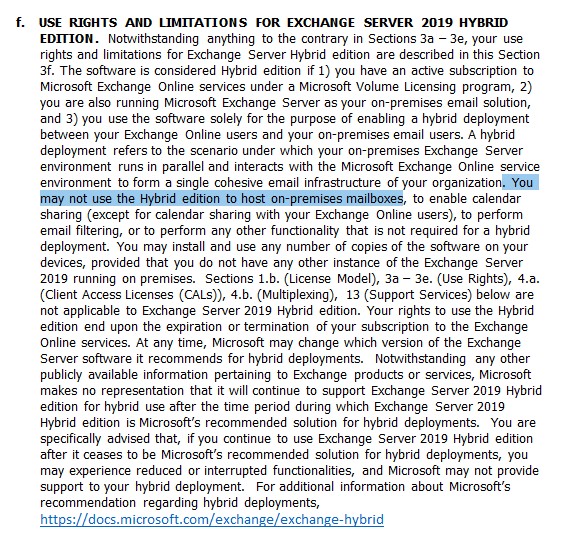 f. USE RIGHTS AND LIMITATIONS FOR EXCHANGE SERVER 2019 HYBRID
EDITION. Notwithstanding anything to the contrary in Sections 3a – 3e, your use
rights and limitations for Exchange Server Hybrid edition are described in this Section
3f. The software is considered Hybrid edition if 1) you have an active subscription to
Microsoft Exchange Online services under a Microsoft Volume Licensing program, 2)
you are also running Microsoft Exchange Server as your on-premises email solution,
and 3) you use the software solely for the purpose of enabling a hybrid deployment
between your Exchange Online users and your on-premises email users. A hybrid
deployment refers to the scenario under which your on-premises Exchange Server
environment runs in parallel and interacts with the Microsoft Exchange Online service
environment to form a single cohesive email infrastructure of your organization. You
may not use the Hybrid edition to host on-premises mailboxes, to enable calendar
sharing (except for calendar sharing with your Exchange Online users), to perform
email filtering, or to perform any other functionality that is not required for a hybrid
deployment. You may install and use any number of copies of the software on your
devices, provided that you do not have any other instance of the Exchange Server
2019 running on premises. Sections 1.b. (License Model), 3a – 3e. (Use Rights), 4.a.
(Client Access Licenses (CALs)), 4.b. (Multiplexing), 13 (Support Services) below are
not applicable to Exchange Server 2019 Hybrid edition. Your rights to use the Hybrid
edition end upon the expiration or termination of your subscription to the Exchange
Online services. At any time, Microsoft may change which version of the Exchange
Server software it recommends for hybrid deployments. Notwithstanding any other
publicly available information pertaining to Exchange products or services, Microsoft
makes no representation that it will continue to support Exchange Server 2019 Hybrid
edition for hybrid use after the time period during which Exchange Server 2019
Hybrid edition is Microsoft's recommended solution for hybrid deployments. You are
specifically advised that, if you continue to use Exchange Server 2019 Hybrid edition
after it ceases to be Microsoft's recommended solution for hybrid deployments, you
may experience reduced or interrupted functionalities, and Microsoft may not provide
support to your hybrid deployment. For additional information about Microsoft's
recommendation regarding hybrid deployments,
https://docs.microsoft.com/exchange/exchange-hybrid